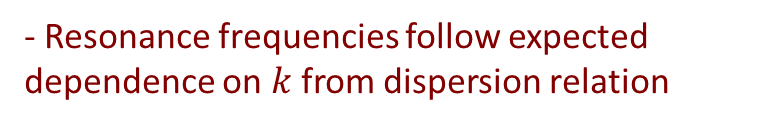 - Resonance frequencies follow expected
dependence on k from dispersion relation